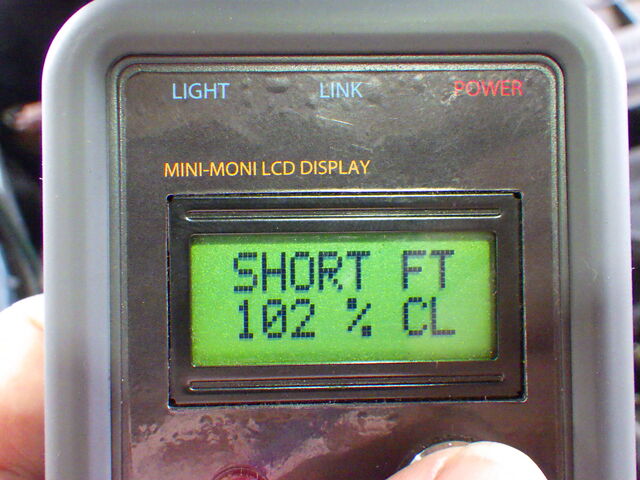 LIGHT LINK POWER
MINI-MONI LCD DISPLAY
SHORT FT
102 % CL